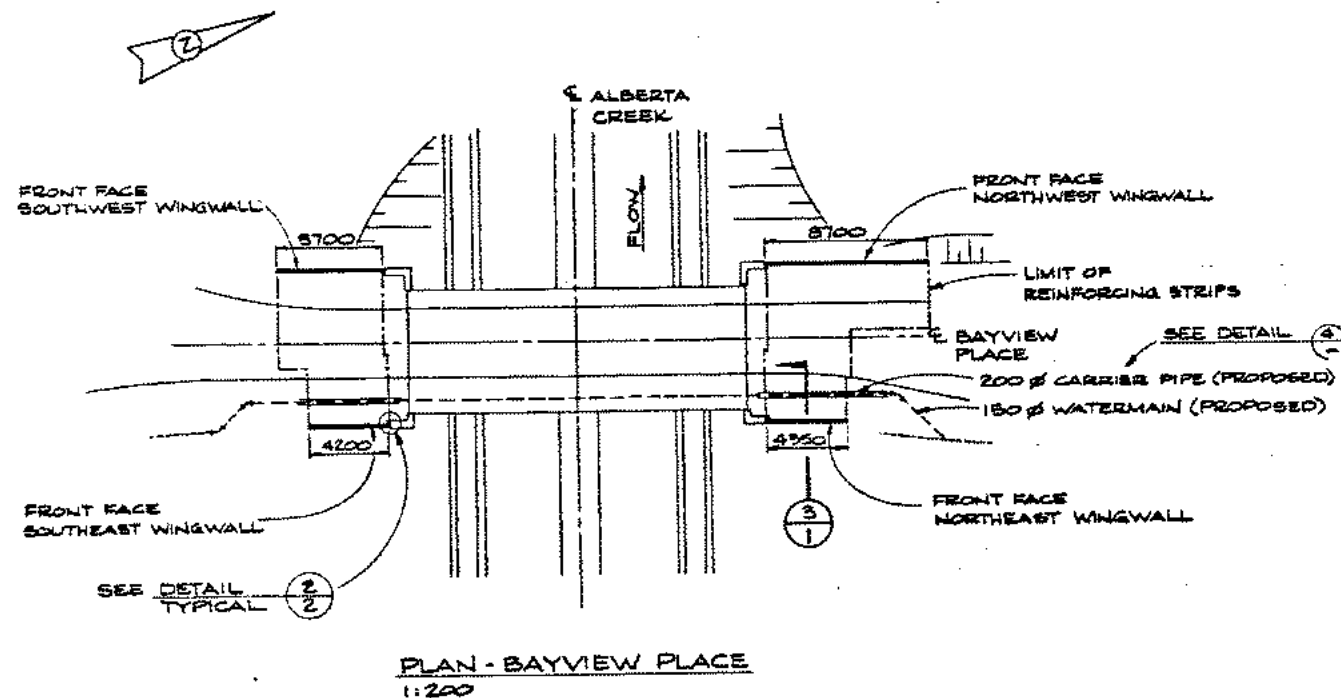 Z
℄ ALBERTA
CREEK
FRONT FACE
SOUTHWEST WINGWALL
FRONT FACE
NORTHWEST WINGWALL
FLOW
5700
8700
LIMIT OF
REINFORCING STRIPS
℄ BAYVIEW
PLACE
SEE DETAIL 4
-
200 Ø CARRIER PIPE (PROPOSED)
150 Ø WATERMAIN (PROPOSED)
4200
4350
FRONT FACE
SOUTHEAST WINGWALL
FRONT FACE
NORTHEAST WINGWALL
3
1
SEE DETAIL 2
TYPICAL 2
PLAN - BAYVIEW PLACE
1:200